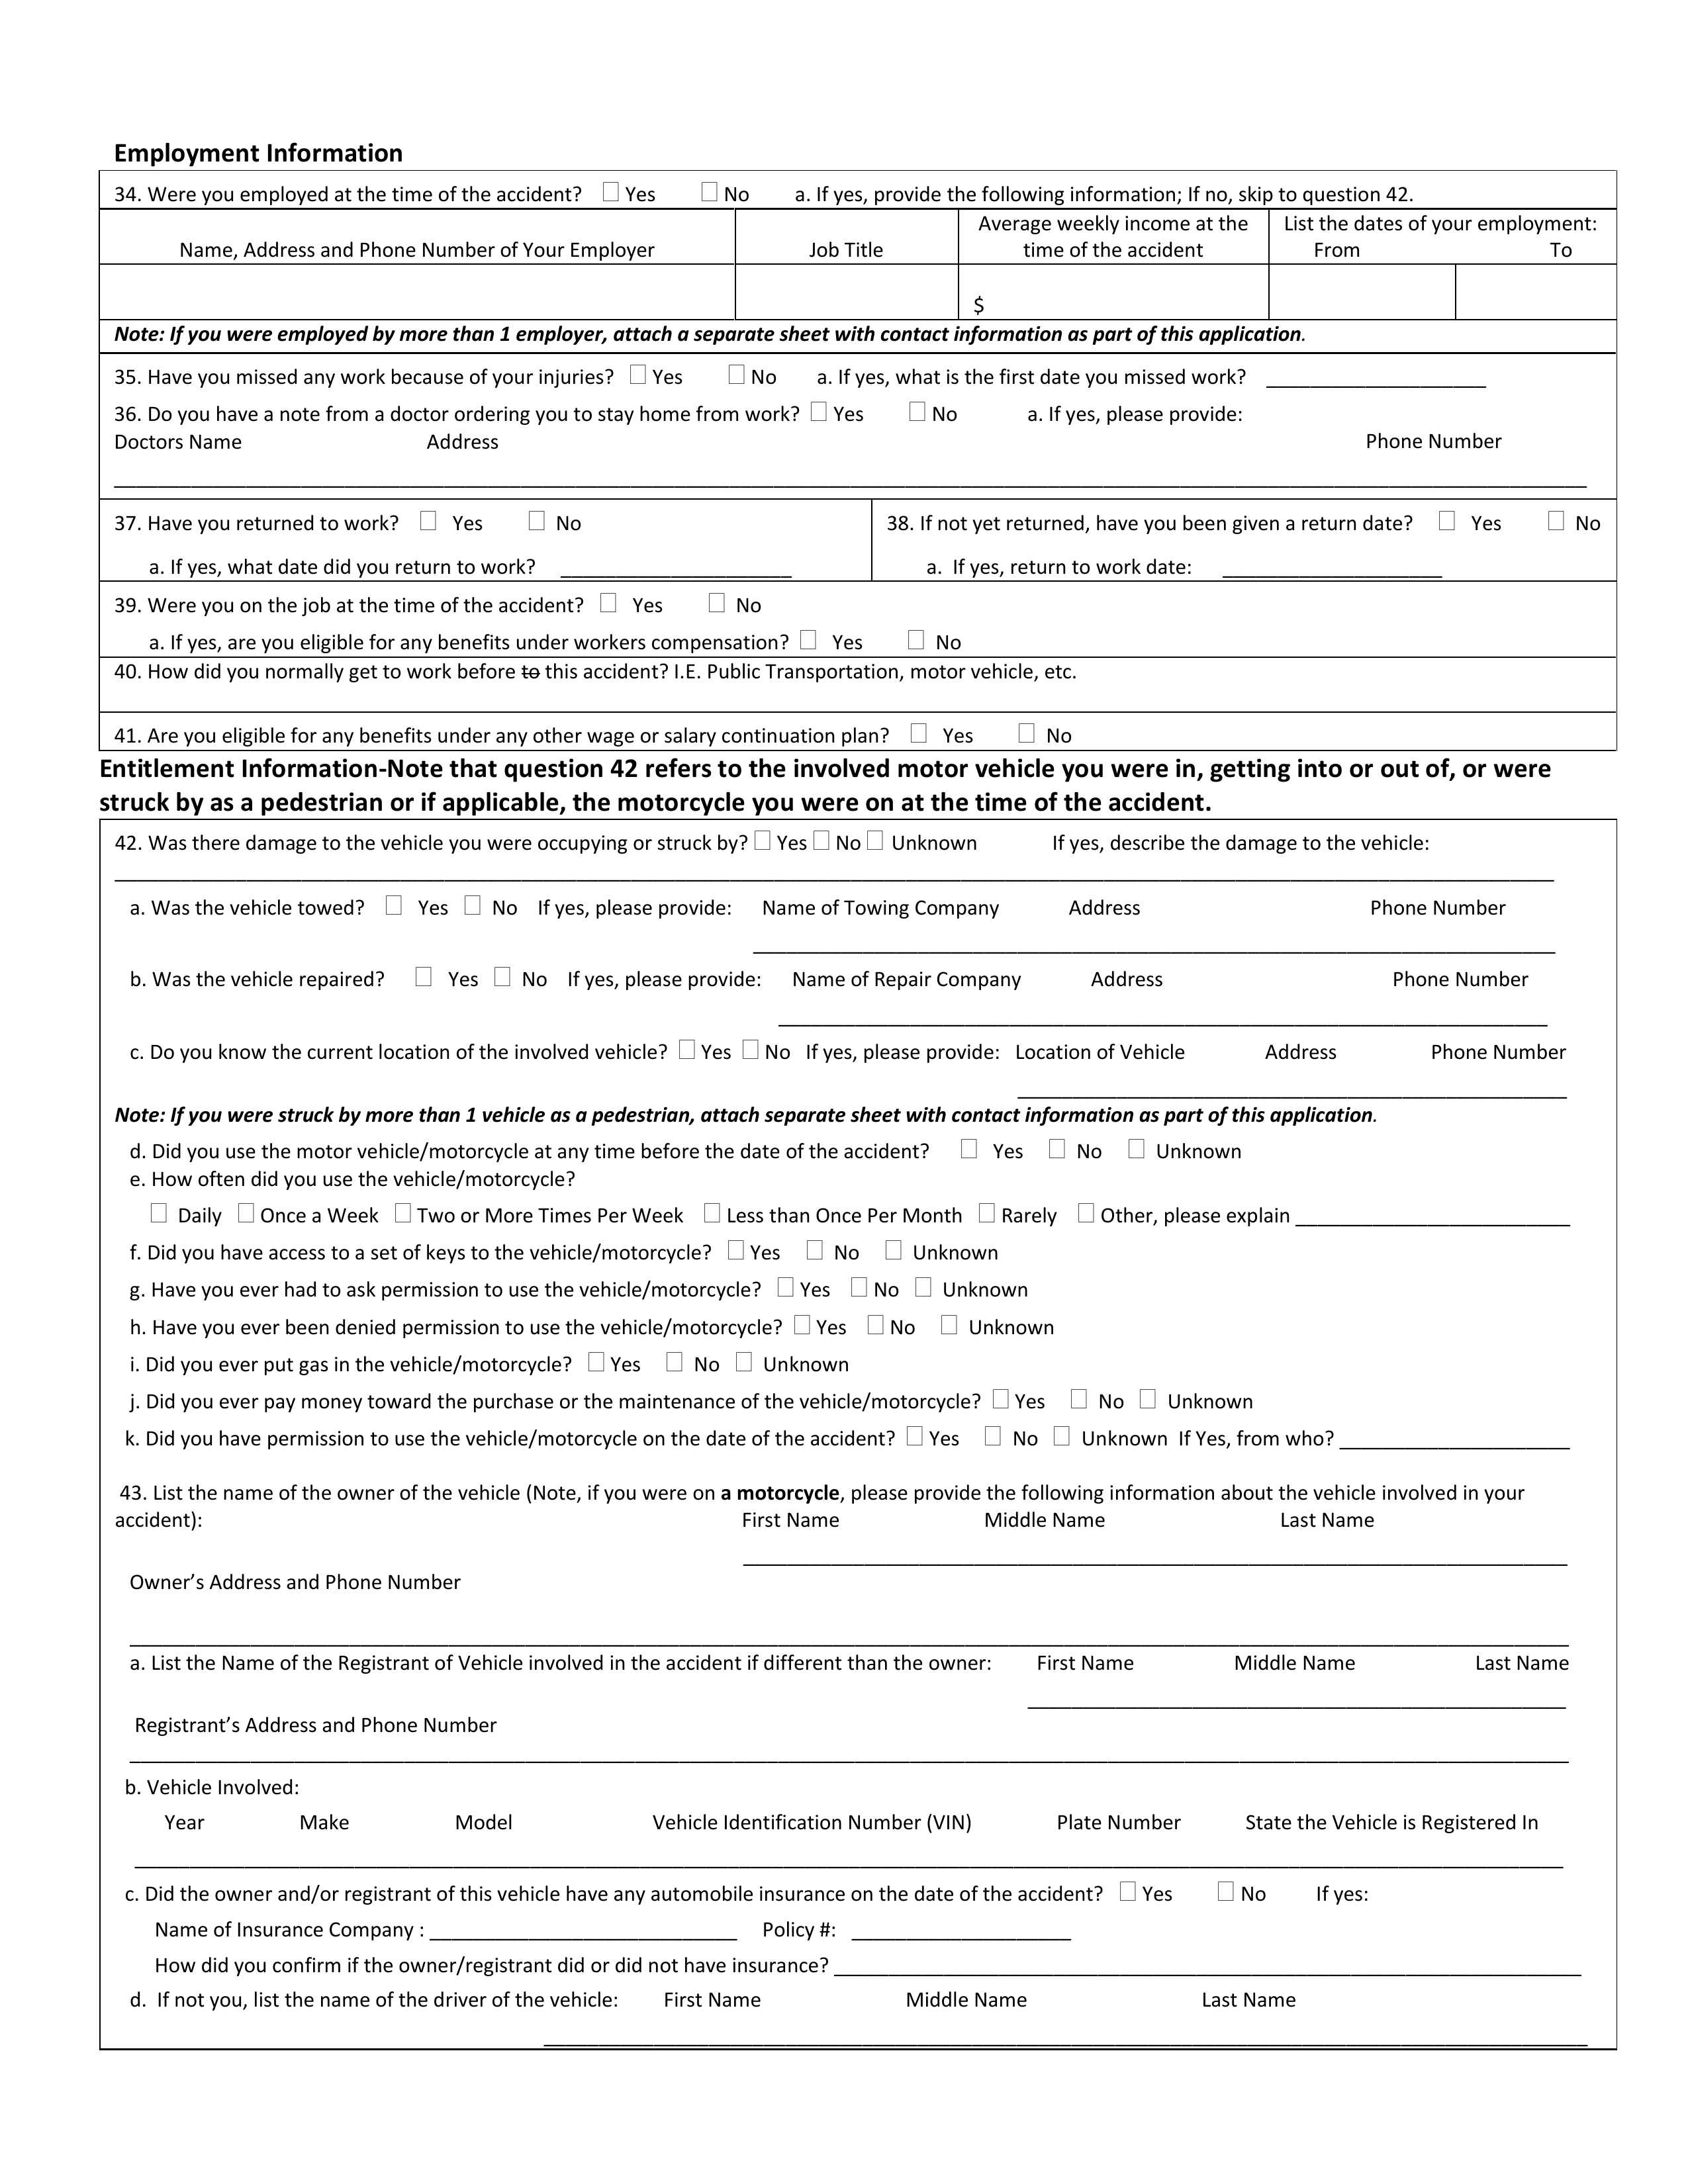 Employment Information
34. Were you employed at the time of the accident? ☐ Yes ☐ No a. If yes, provide the following information; If no, skip to question 42.
Name, Address and Phone Number of Your Employer Job Title Average weekly income at the time of the accident List the dates of your employment: From To
$
Note: If you were employed by more than 1 employer, attach a separate sheet with contact information as part of this application.
35. Have you missed any work because of your injuries? ☐ Yes ☐ No a. If yes, what is the first date you missed work? ____________________
36. Do you have a note from a doctor ordering you to stay home from work? ☐ Yes ☐ No a. If yes, please provide:
Doctors Name Address Phone Number
37. Have you returned to work? ☐ Yes ☐ No
a. If yes, what date did you return to work? ____________________
38. If not yet returned, have you been given a return date? ☐ Yes ☐ No
a. If yes, return to work date: ____________________
39. Were you on the job at the time of the accident? ☐ Yes ☐ No
a. If yes, are you eligible for any benefits under workers compensation? ☐ Yes ☐ No
40. How did you normally get to work before to this accident? I.E. Public Transportation, motor vehicle, etc.
41. Are you eligible for any benefits under any other wage or salary continuation plan? ☐ Yes ☐ No
Entitlement Information-Note that question 42 refers to the involved motor vehicle you were in, getting into or out of, or were
struck by as a pedestrian or if applicable, the motorcycle you were on at the time of the accident.
42. Was there damage to the vehicle you were occupying or struck by? ☐ Yes ☐ No ☐ Unknown If yes, describe the damage to the vehicle:
a. Was the vehicle towed? ☐ Yes ☐ No If yes, please provide: Name of Towing Company Address Phone Number
b. Was the vehicle repaired? ☐ Yes ☐ No If yes, please provide: Name of Repair Company Address Phone Number
c. Do you know the current location of the involved vehicle? ☐ Yes ☐ No If yes, please provide: Location of Vehicle Address Phone Number
Note: If you were struck by more than 1 vehicle as a pedestrian, attach separate sheet with contact information as part of this application.
d. Did you use the motor vehicle/motorcycle at any time before the date of the accident? ☐ Yes ☐ No ☐ Unknown
e. How often did you use the vehicle/motorcycle?
☐ Daily ☐ Once a Week ☐ Two or More Times Per Week ☐ Less than Once Per Month ☐ Rarely ☐ Other, please explain ____________________
f. Did you have access to a set of keys to the vehicle/motorcycle? ☐ Yes ☐ No ☐ Unknown
g. Have you ever had to ask permission to use the vehicle/motorcycle? ☐ Yes ☐ No ☐ Unknown
h. Have you ever been denied permission to use the vehicle/motorcycle? ☐ Yes ☐ No ☐ Unknown
i. Did you ever put gas in the vehicle/motorcycle? ☐ Yes ☐ No ☐ Unknown
j. Did you ever pay money toward the purchase or the maintenance of the vehicle/motorcycle? ☐ Yes ☐ No ☐ Unknown
k. Did you have permission to use the vehicle/motorcycle on the date of the accident? ☐ Yes ☐ No ☐ Unknown If Yes, from who? ____________________
43. List the name of the owner of the vehicle (Note, if you were on a motorcycle, please provide the following information about the vehicle involved in your
accident): First Name Middle Name Last Name
Owner's Address and Phone Number
a. List the Name of the Registrant of Vehicle involved in the accident if different than the owner: First Name Middle Name Last Name
Registrant's Address and Phone Number
b. Vehicle Involved:
Year Make Model Vehicle Identification Number (VIN) Plate Number State the Vehicle is Registered In
c. Did the owner and/or registrant of this vehicle have any automobile insurance on the date of the accident? ☐ Yes ☐ No If yes:
Name of Insurance Company : ____________________ Policy #: ____________________
How did you confirm if the owner/registrant did or did not have insurance? ____________________
d. If not you, list the name of the driver of the vehicle: First Name Middle Name Last Name